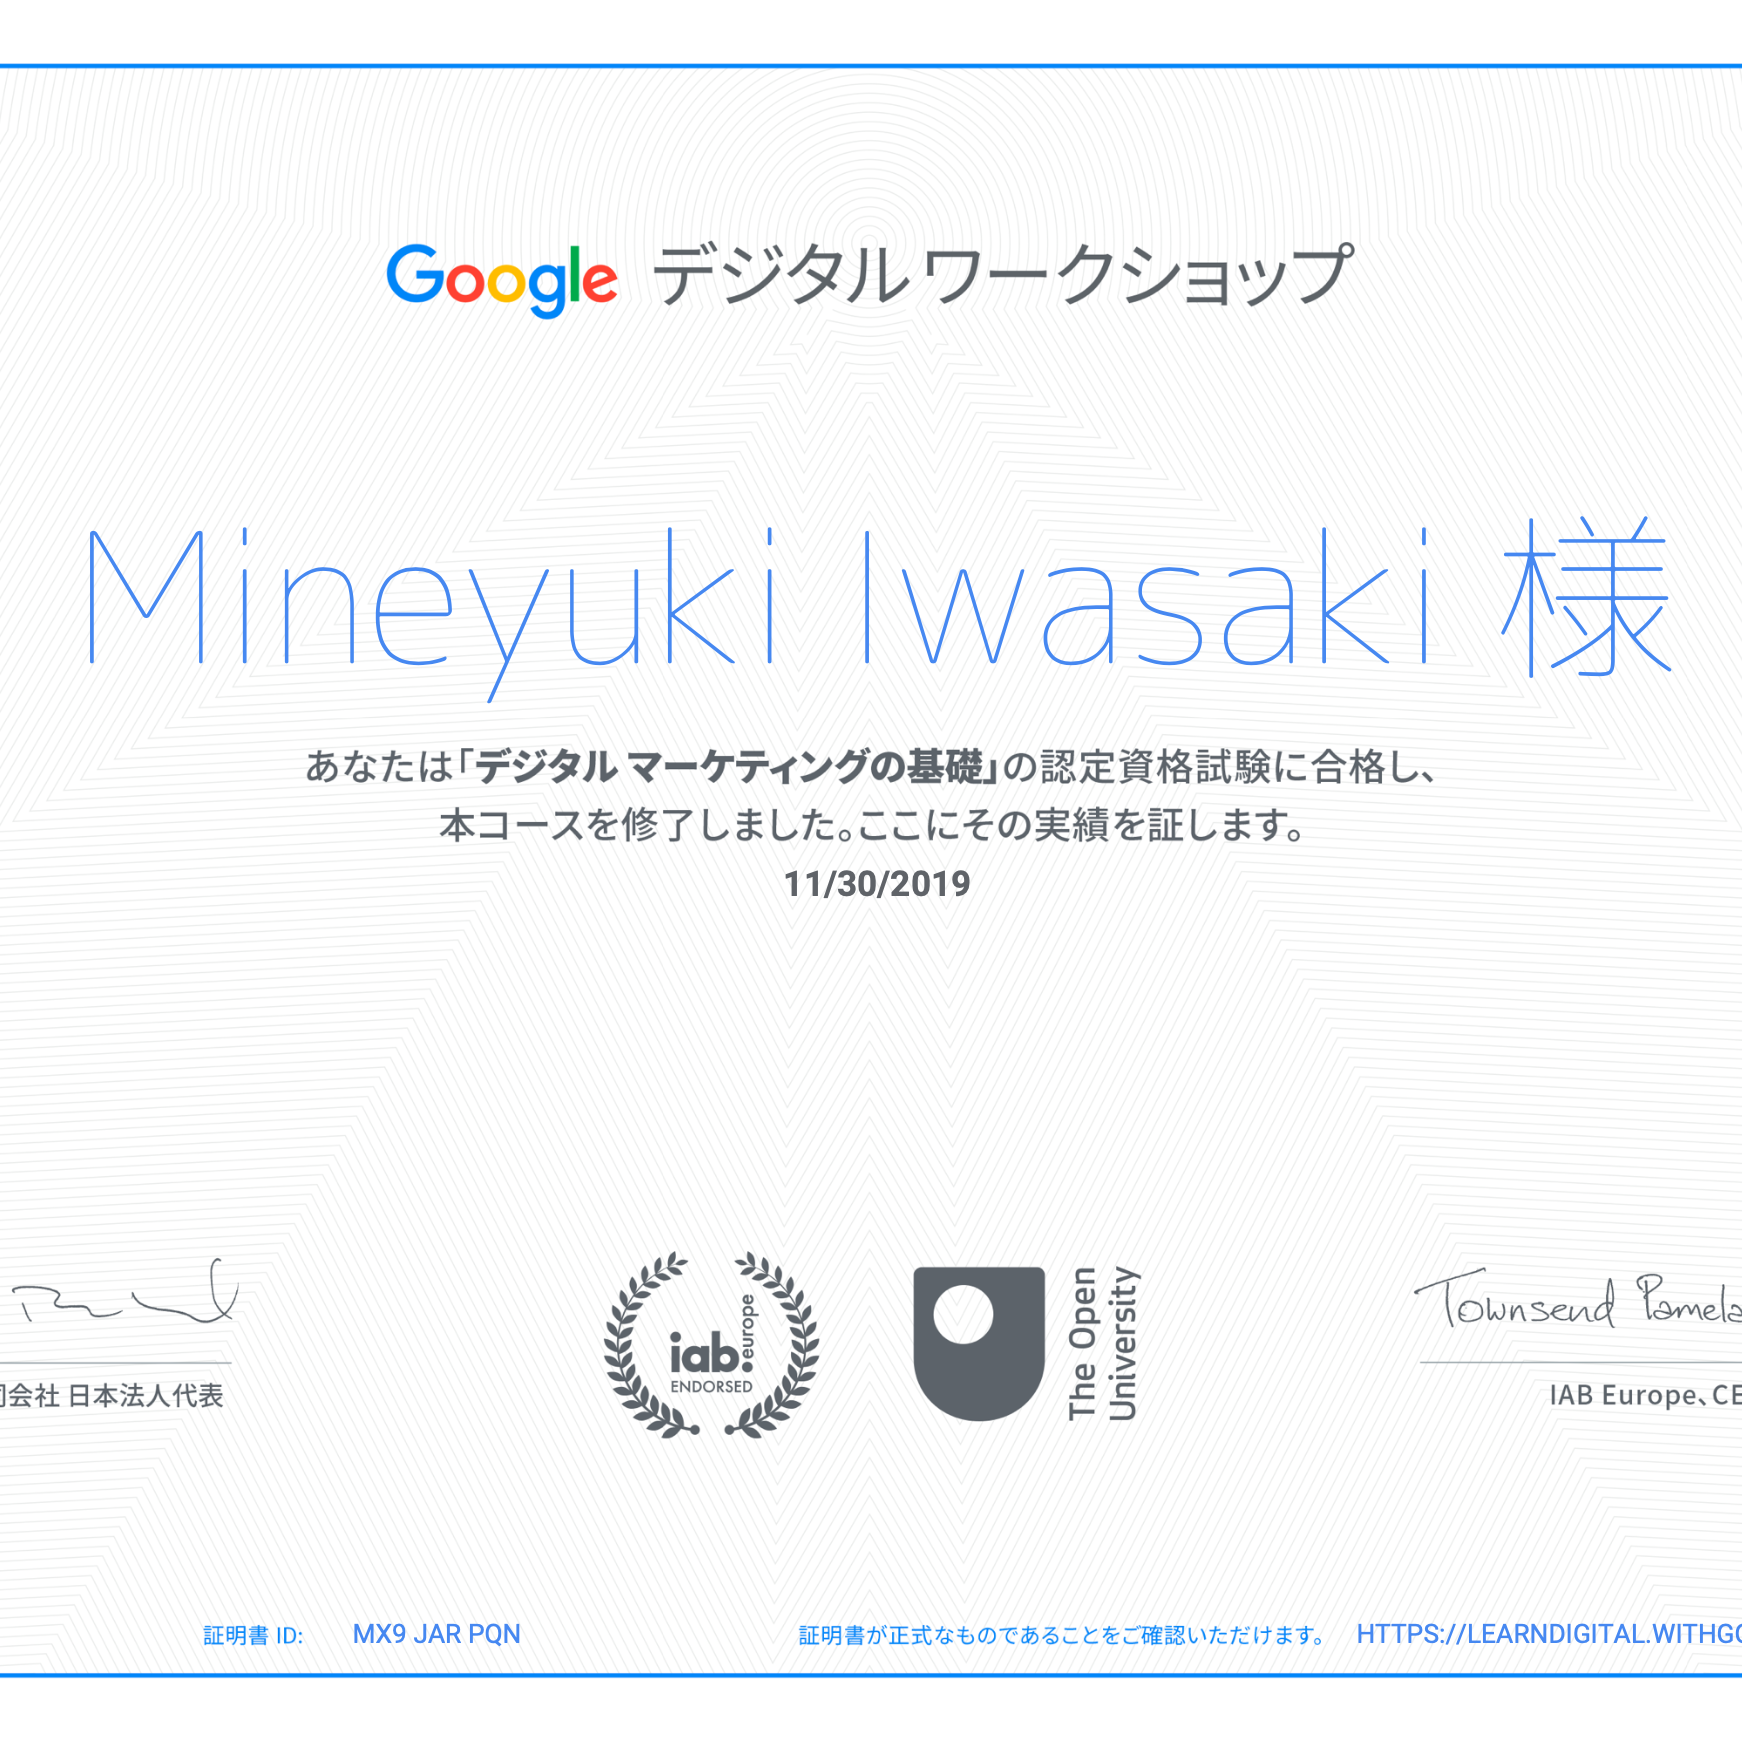 Google デジタル ワークショップ
Mineyuki Iwasaki 様
あなたは「デジタル マーケティングの基礎」の認定資格試験に合格し、
本コースを修了しました。ここにその実績を証します。
11/30/2019
Townsend Pamela
iab.europe
ENDORSED
The Open
University
会社 日本法人代表
IAB Europe、CE
証明書 ID: MX9 JAR PQN 証明書が正式なものであることをご確認いただけます。 HTTPS://LEARNDIGITAL.WITHGO